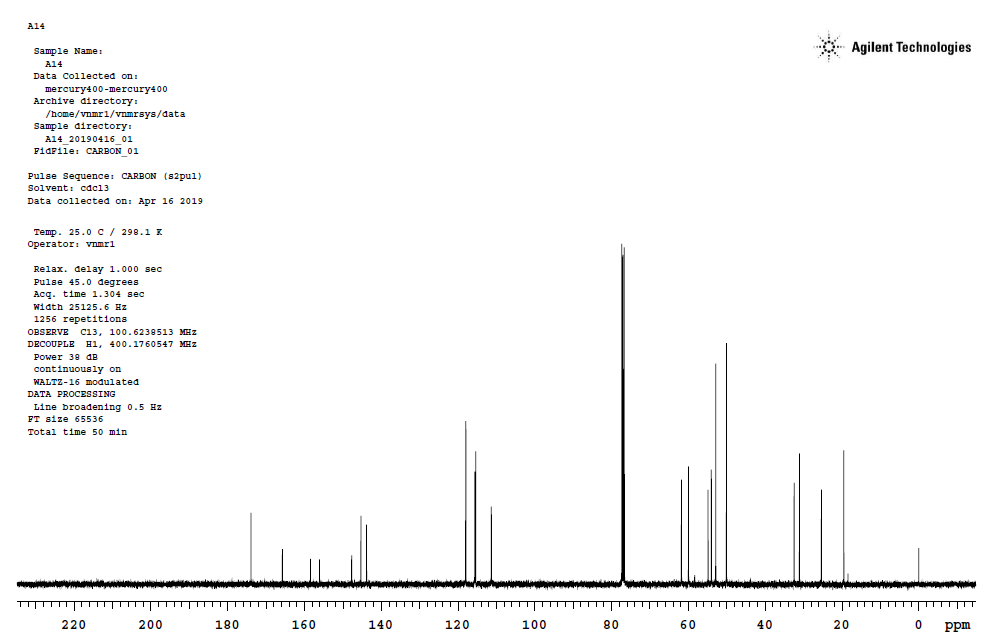 A14
Agilent Technologies
Sample Name:
A14
Data Collected on:
mercury400-mercury400
Archive directory:
/home/vnmr1/vnmrsys/data
Sample directory:
A14_20190416_01
FidFile: CARBON_01
Pulse Sequence: CARBON (s2pul)
Solvent: cdcl3
Data collected on: Apr 16 2019
Temp. 25.0 C / 298.1 K
Operator: vnmr1
Relax. delay 1.000 sec
Pulse 45.0 degrees
Acq. time 1.304 sec
Width 25125.6 Hz
1256 repetitions
OBSERVE C13, 100.6238513 MHz
DECOUPLE H1, 400.1760547 MHz
Power 38 dB
continuously on
WALTZ-16 modulated
DATA PROCESSING
Line broadening 0.5 Hz
FT size 65536
Total time 50 min
220 200 180 160 140 120 100 80 60 40 20 0 ppm